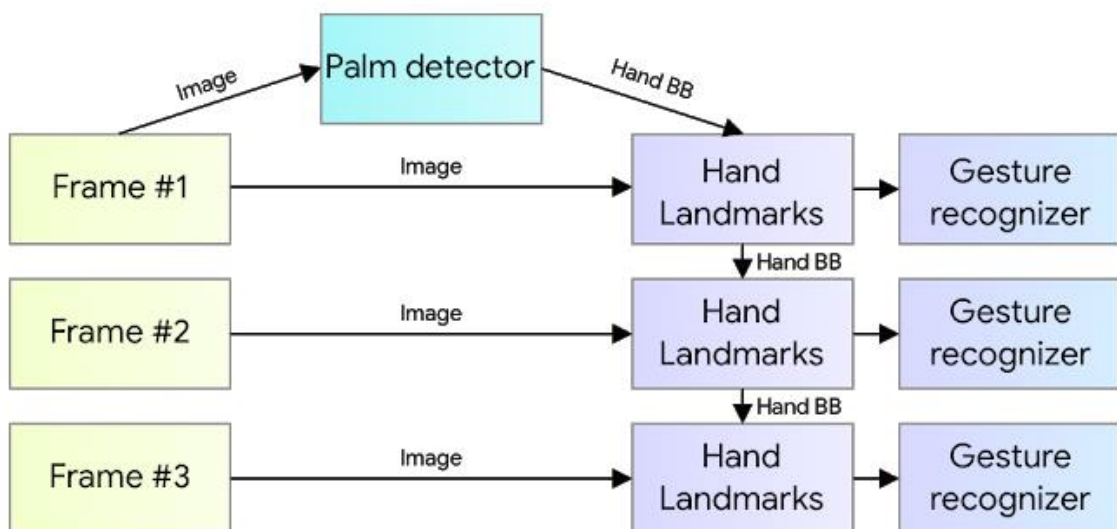 Palm detector
Image
Hand BB
Frame #1
Image
Hand
Landmarks
Gesture
recognizer
Hand BB
Frame #2
Image
Hand
Landmarks
Gesture
recognizer
Hand BB
Frame #3
Image
Hand
Landmarks
Gesture
recognizer